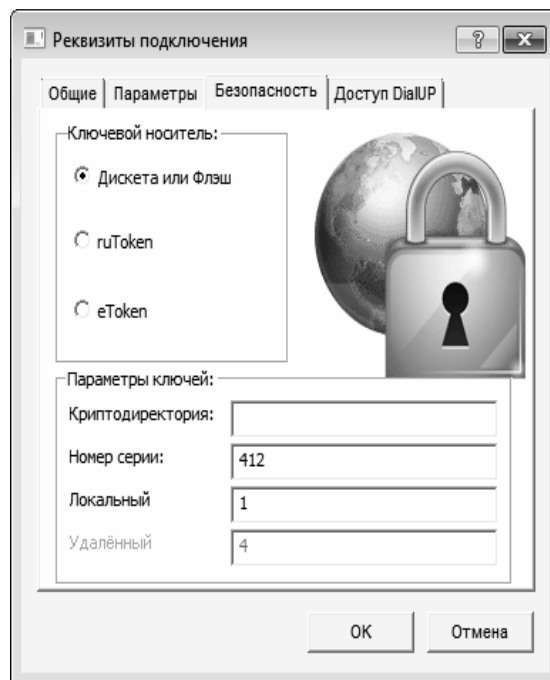 Реквизиты подключения
Общие Параметры Безопасность Доступ DialUP
Ключевой носитель:
Дискета или Флэш
ruToken
eToken
Параметры ключей:
Криптодиректория:
Номер серии: 412
Локальный 1
Удалённый 4
OK Отмена